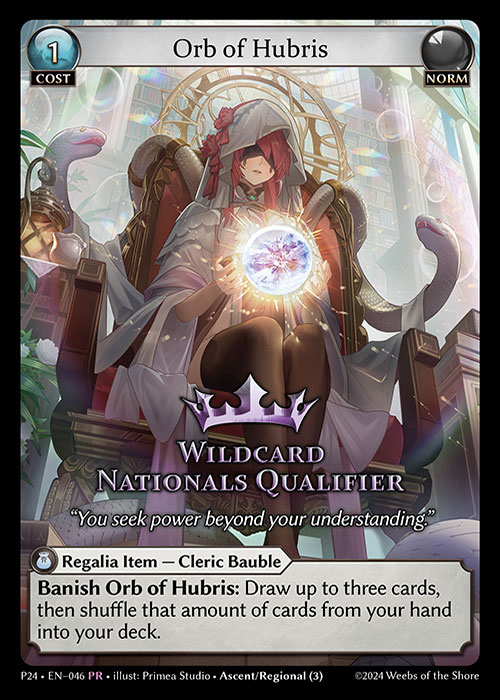 1
Orb of Hubris
COST
NORM
WILDCARD
NATIONALS QUALIFIER
“You seek power beyond your understanding.”
Regalia Item — Cleric Bauble
Banish Orb of Hubris: Draw up to three cards,
then shuffle that amount of cards from your hand
into your deck.
P24 • EN–046 PR • illust: Primea Studio • Ascent/Regional (3) ©2024 Weebs of the Shore